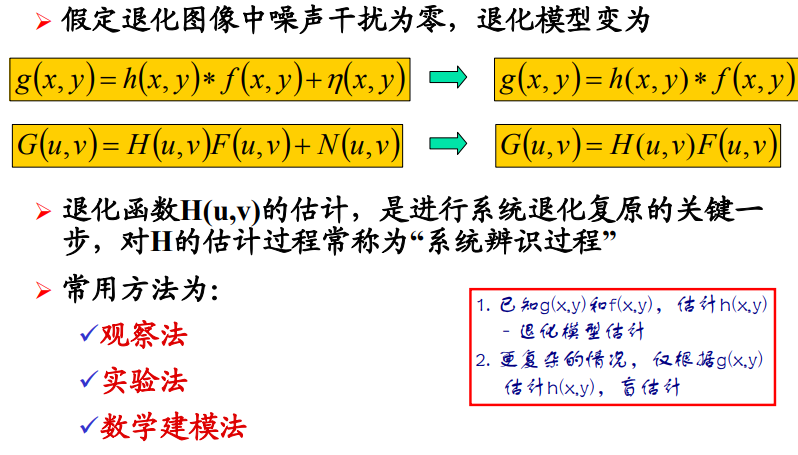 假定退化图像中噪声干扰为零，退化模型变为
g(x, y) = h(x, y) * f(x, y) + η(x, y)
g(x, y) = h(x, y) * f(x, y)
G(u, v) = H(u, v)F(u, v) + N(u, v)
G(u, v) = H(u, v)F(u, v)
退化函数H(u,v)的估计，是进行系统退化复原的关键一
步，对H的估计过程常称为“系统辨识过程”
常用方法为：
观察法
实验法
数学建模法
1. 已知g(x,y)和f(x,y)，估计h(x,y)
- 退化模型估计
2. 更复杂的情况，仅根据g(x,y)
估计h(x,y)，盲估计